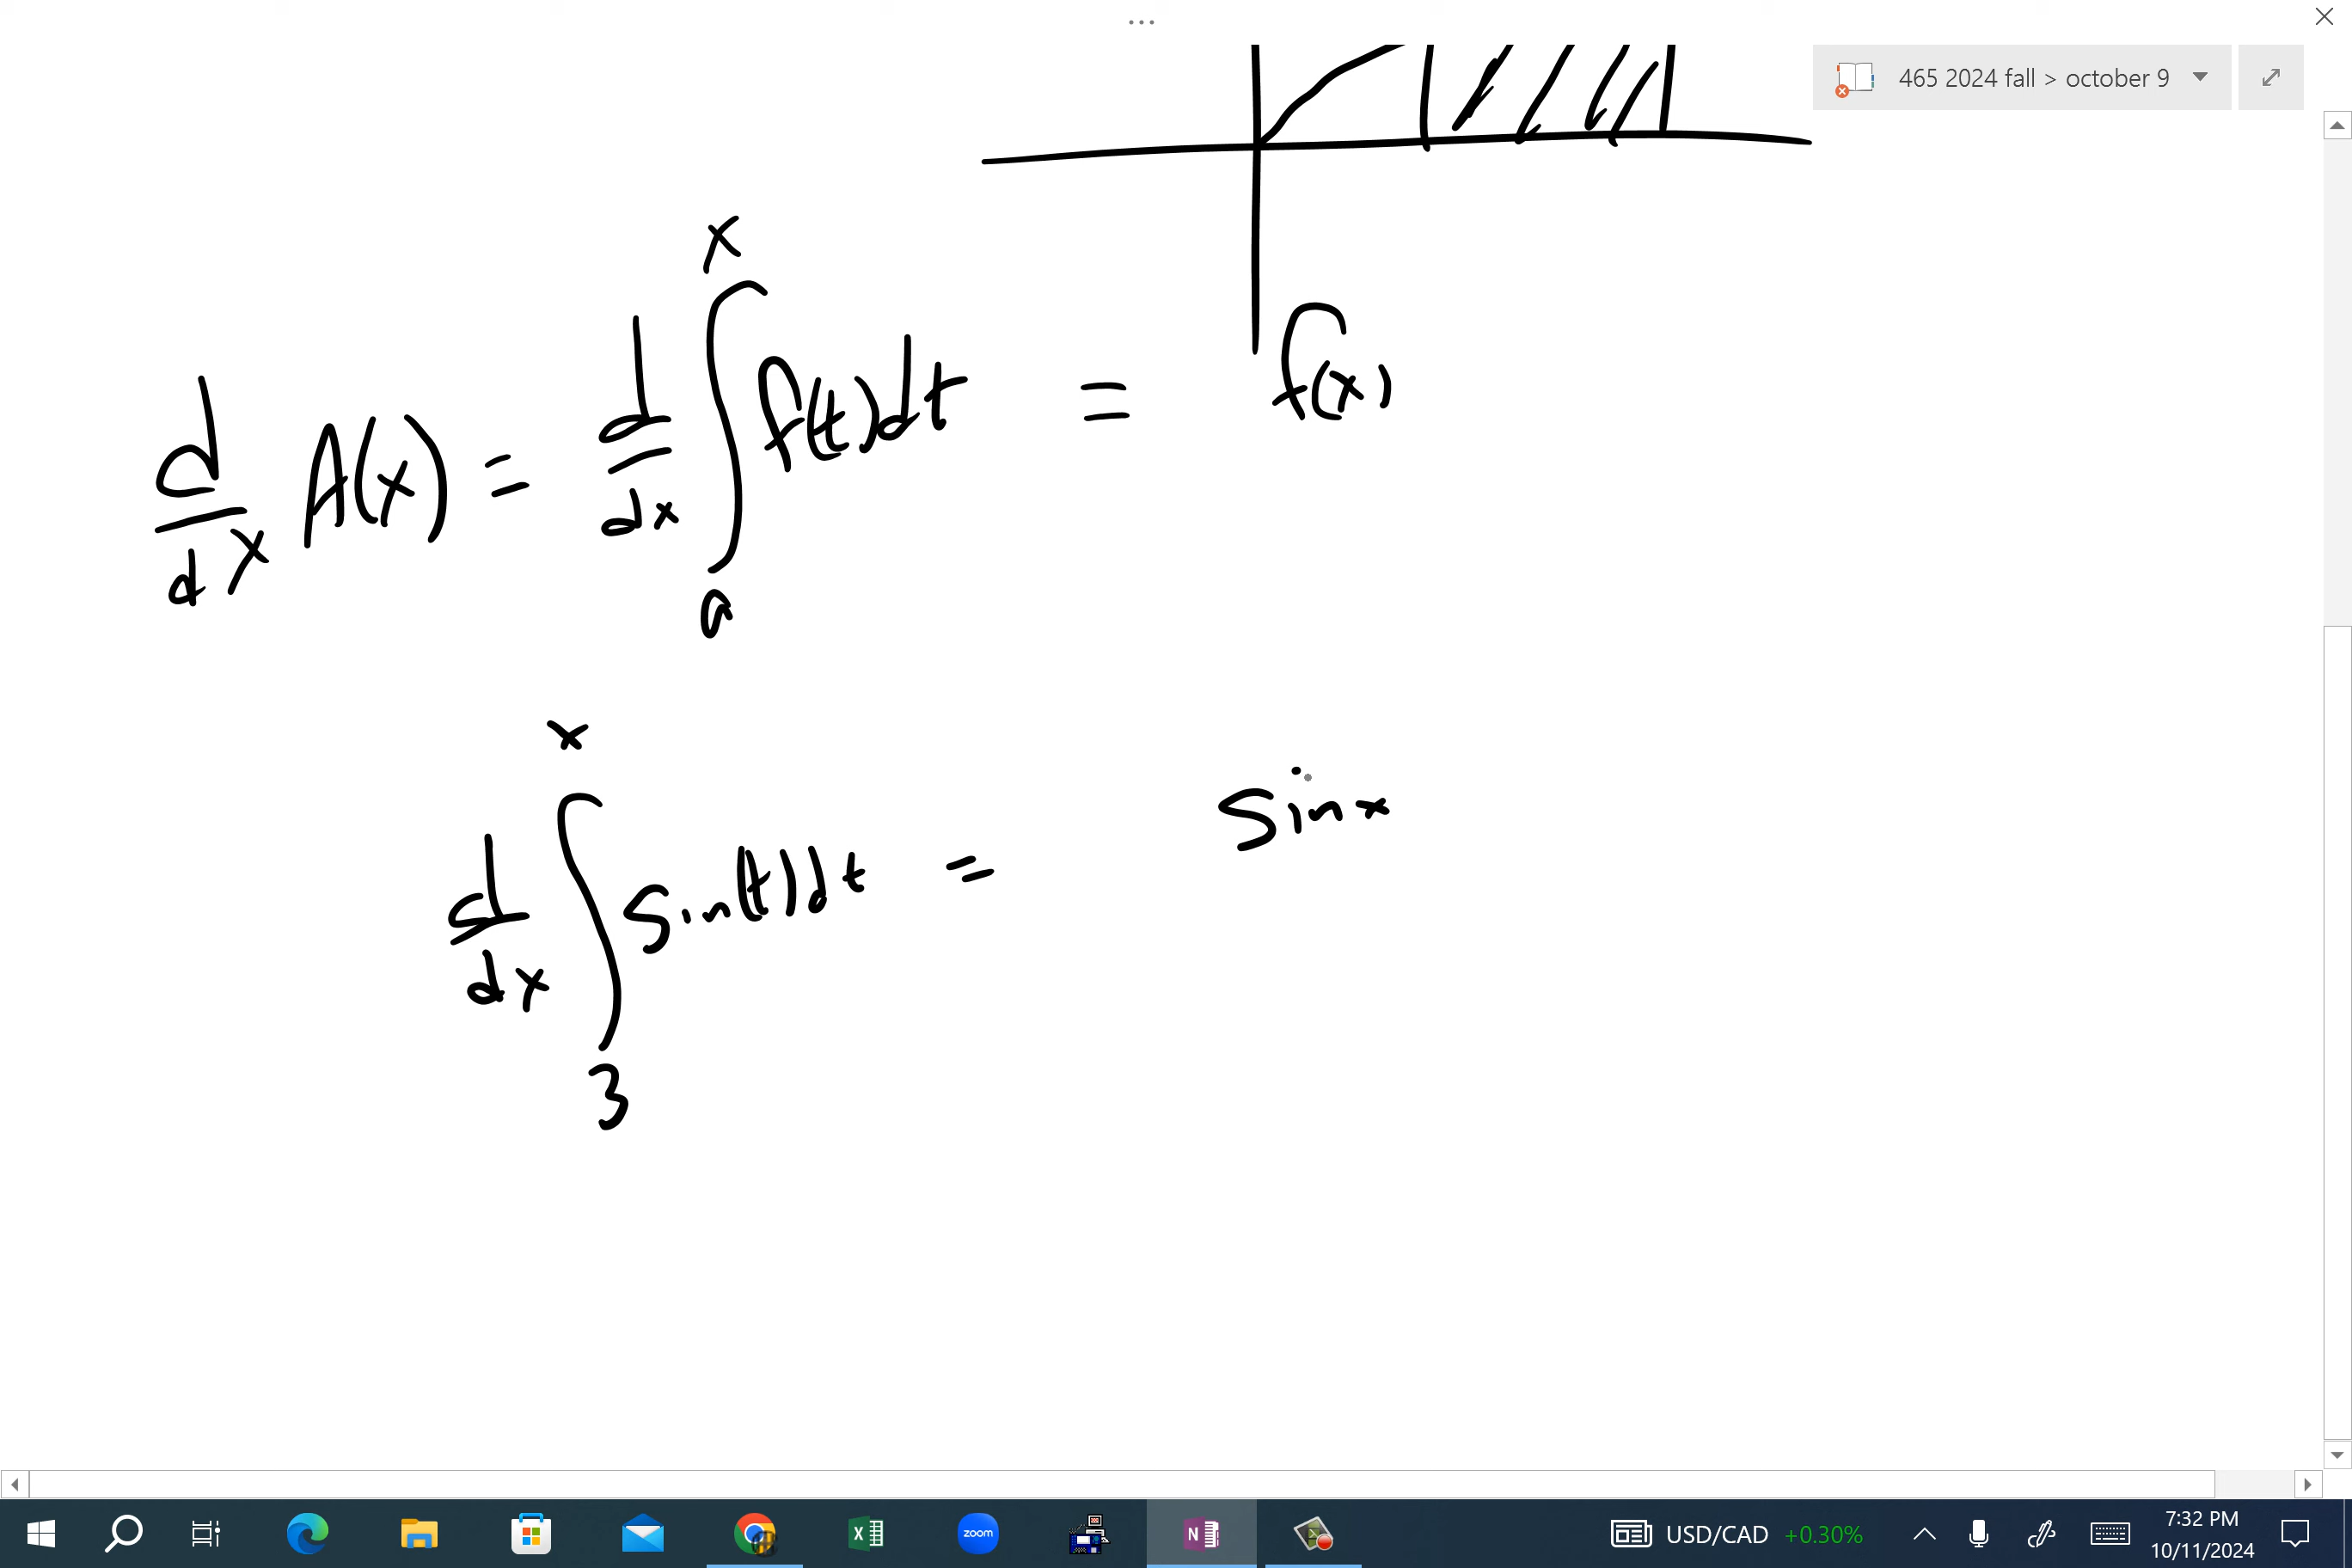 465 2024 fall > october 9
d/dx A(x) = d/dx ∫_a^x f(t)dt = f(x)
d/dx ∫_3^x sin(t)dt = sin x
zoom
USD/CAD +0.30%
7:32 PM
10/11/2024